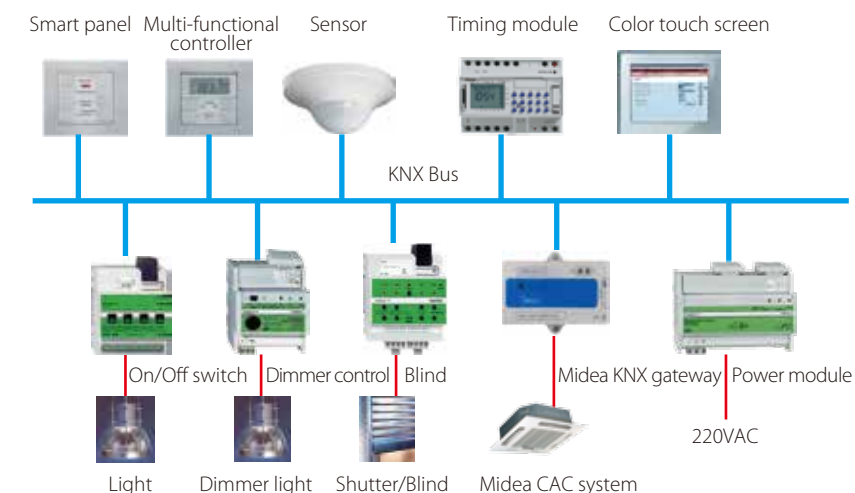 Smart panel
Multi-functional
controller
Sensor
Timing module
Color touch screen
KNX Bus
On/Off switch
Dimmer control
Blind
Midea KNX gateway
Power module
220VAC
Light
Dimmer light
Shutter/Blind
Midea CAC system